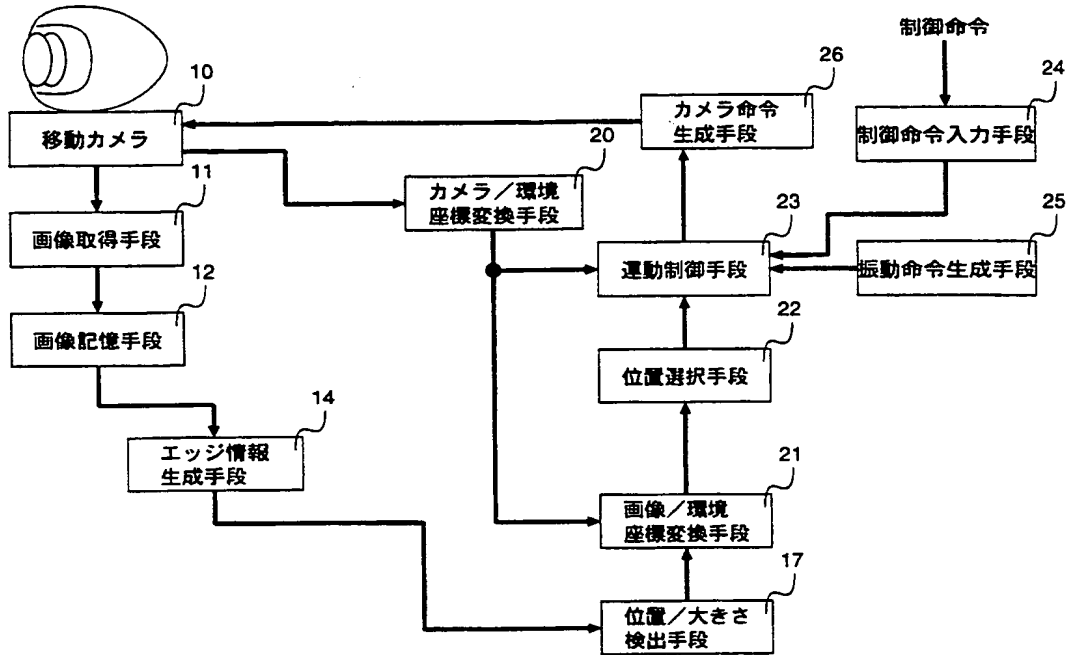 制御命令
10
移動カメラ
26
カメラ命令
生成手段
24
制御命令入力手段
20
カメラ／環境
座標変換手段
11
画像取得手段
23
運動制御手段
25
振動命令生成手段
12
画像記憶手段
22
位置選択手段
14
エッジ情報
生成手段
21
画像／環境
座標変換手段
17
位置／大きさ
検出手段